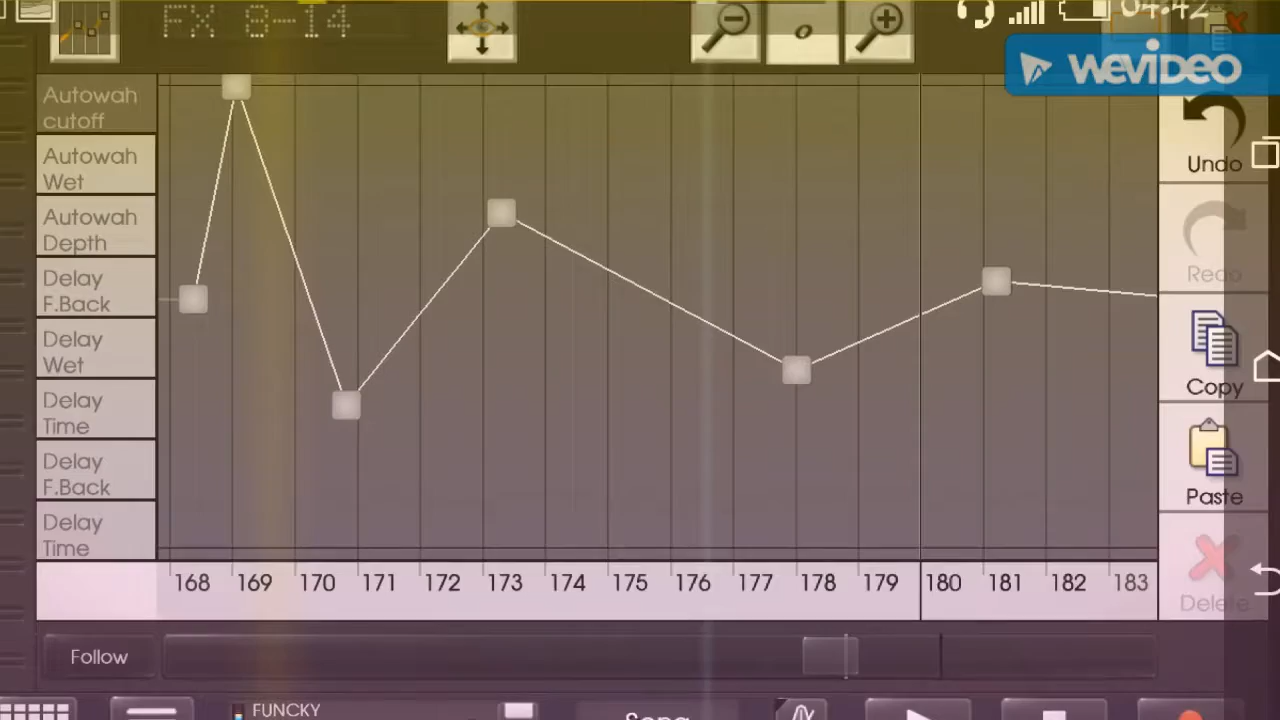 FX 8-14
04:42
WEVIDEO
Autowah
cutoff
Autowah
Wet
Autowah
Depth
Delay
F.Back
Delay
Wet
Delay
Time
Delay
F.Back
Delay
Time
Undo
Redo
Copy
Paste
Delete
168 169 170 171 172 173 174 175 176 177 178 179 180 181 182 183
Follow
FUNCKY
Song